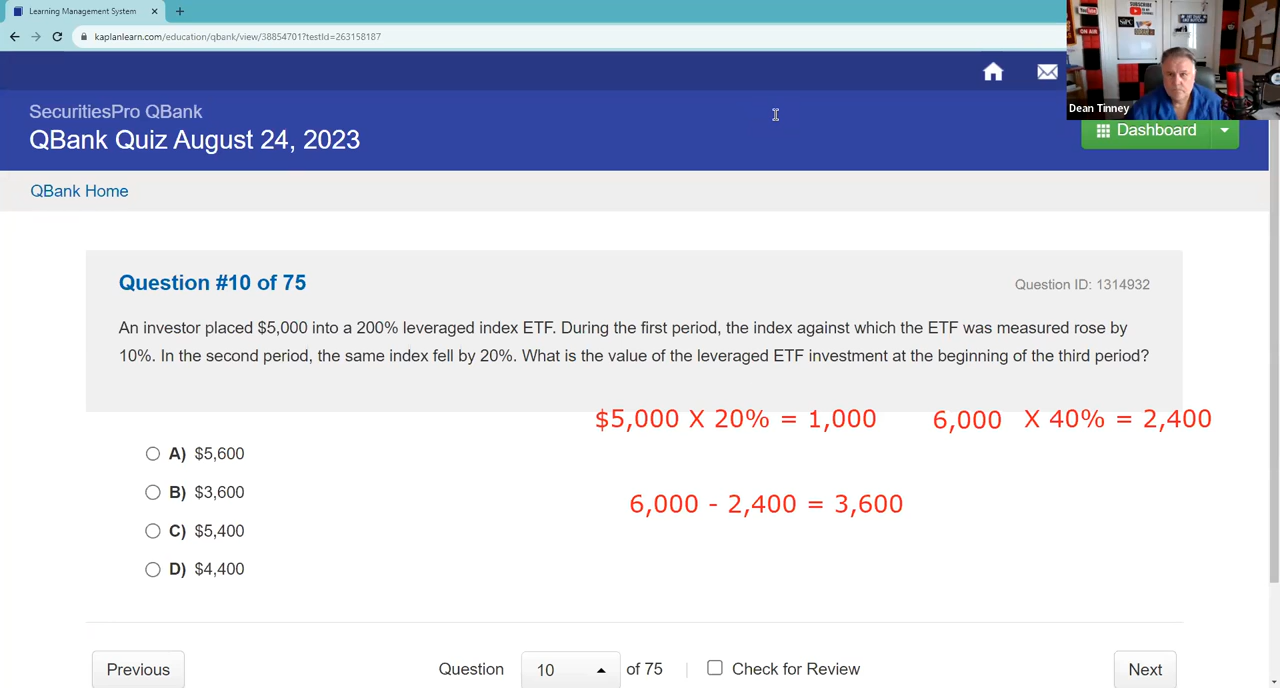 Learning Management System
kaplanlearn.com/education/qbank/view/38854701?testId=263158187
SUBSCRIBE
SIPC
ON AIR
Dean Tinney
SecuritiesPro QBank
QBank Quiz August 24, 2023
Dashboard
QBank Home
Question #10 of 75
Question ID: 1314932
An investor placed $5,000 into a 200% leveraged index ETF. During the first period, the index against which the ETF was measured rose by
10%. In the second period, the same index fell by 20%. What is the value of the leveraged ETF investment at the beginning of the third period?
$5,000 X 20% = 1,000 6,000 X 40% = 2,400
6,000 - 2,400 = 3,600
A) $5,600
B) $3,600
C) $5,400
D) $4,400
Previous
Question 10 of 75
Check for Review
Next